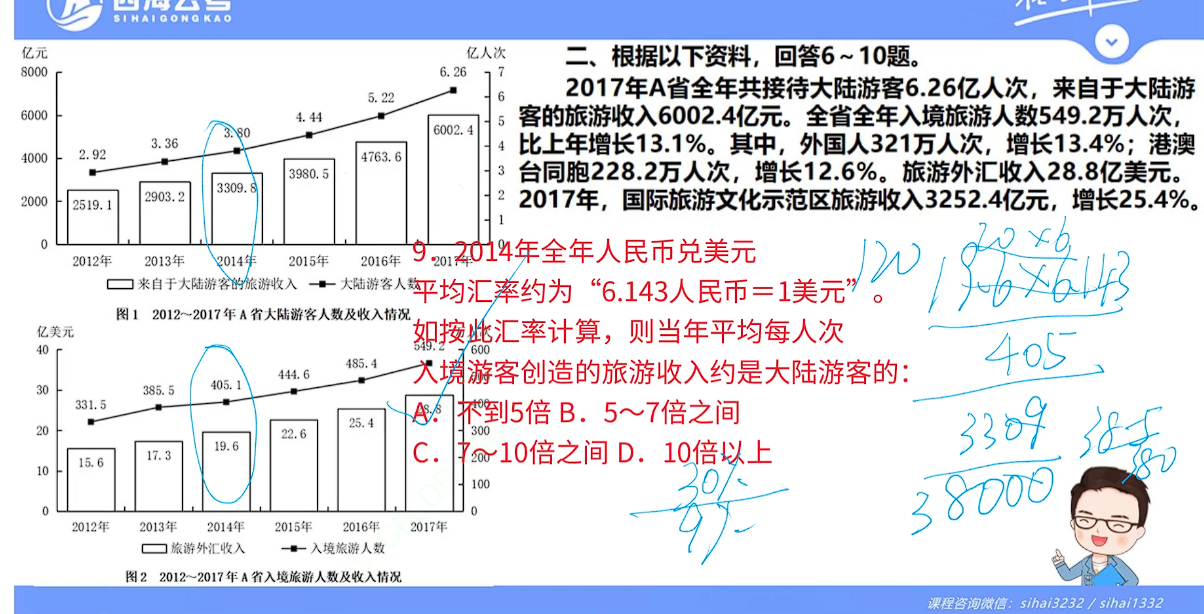 四海公考
SIHAIGONGKAO
亿元
亿人次
8000
6000
4000
2000
0
7
6
5
4
3
2
1
0
2.92
3.36
3.80
4.44
5.22
6.26
2519.1
2903.2
3309.8
3980.5
4763.6
6002.4
2012年 2013年 2014年 2015年 2016年 2017年
来自于大陆游客的旅游收入 大陆游客人数
图1 2012～2017年A省大陆游客人数及收入情况
亿美元
万人次
40
30
20
10
0
600
500
400
300
200
100
0
331.5
385.5
405.1
444.6
485.4
549.2
15.6
17.3
19.6
22.6
25.4
28.8
2012年 2013年 2014年 2015年 2016年 2017年
旅游外汇收入 入境旅游人数
图2 2012～2017年A省入境旅游人数及收入情况
二、根据以下资料，回答6～10题。
2017年A省全年共接待大陆游客6.26亿人次，来自于大陆游
客的旅游收入6002.4亿元。全省全年入境旅游人数549.2万人次，
比上年增长13.1%。其中，外国人321万人次，增长13.4%；港澳
台同胞228.2万人次，增长12.6%。旅游外汇收入28.8亿美元。
2017年，国际旅游文化示范区旅游收入3252.4亿元，增长25.4%。
9．2014年全年人民币兑美元
平均汇率约为“6.143人民币＝1美元”。
如按此汇率计算，则当年平均每人次
入境游客创造的旅游收入约是大陆游客的：
A．不到5倍 B．5～7倍之间
C．7～10倍之间 D．10倍以上
120
20×6
19.6×6.143
405
3309
38000
385
380
30%
课程咨询微信：sihai3232 / sihai1332